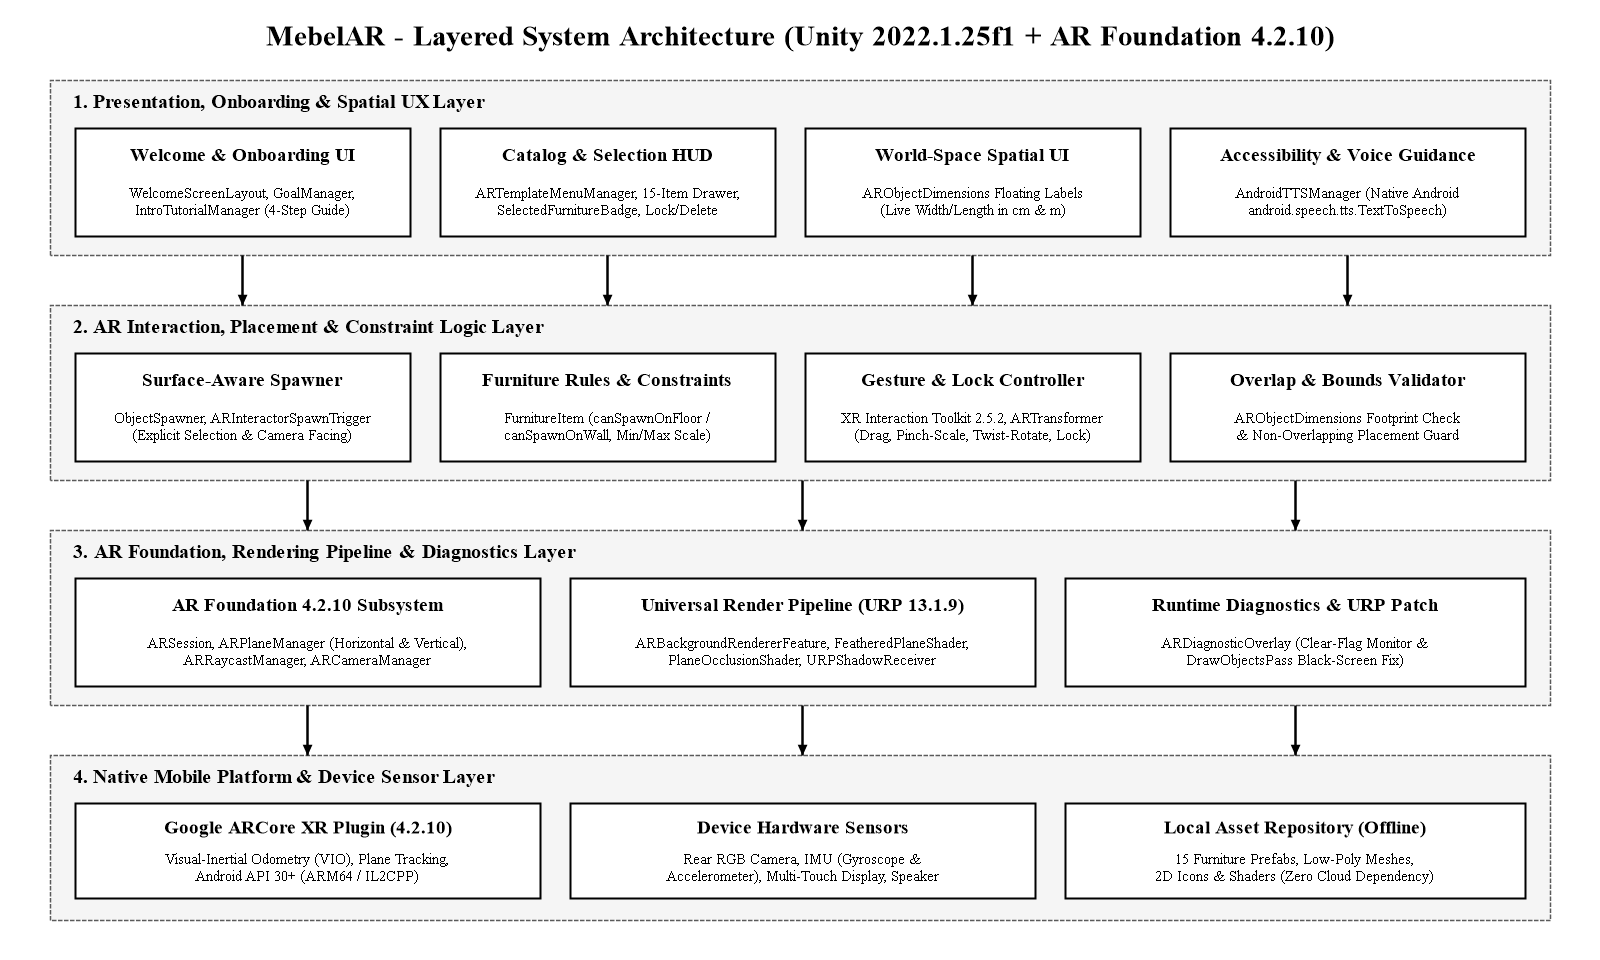 MebelAR - Layered System Architecture (Unity 2022.1.25f1 + AR Foundation 4.2.10)
1. Presentation, Onboarding & Spatial UX Layer
Welcome & Onboarding UI
WelcomeScreenLayout, GoalManager,
IntroTutorialManager (4-Step Guide)
Catalog & Selection HUD
ARTemplateMenuManager, 15-Item Drawer,
SelectedFurnitureBadge, Lock/Delete
World-Space Spatial UI
ARObjectDimensions Floating Labels
(Live Width/Length in cm & m)
Accessibility & Voice Guidance
AndroidTTSManager (Native Android
android.speech.tts.TextToSpeech)
2. AR Interaction, Placement & Constraint Logic Layer
Surface-Aware Spawner
ObjectSpawner, ARInteractorSpawnTrigger
(Explicit Selection & Camera Facing)
Furniture Rules & Constraints
FurnitureItem (canSpawnOnFloor /
canSpawnOnWall, Min/Max Scale)
Gesture & Lock Controller
XR Interaction Toolkit 2.5.2, ARTransformer
(Drag, Pinch-Scale, Twist-Rotate, Lock)
Overlap & Bounds Validator
ARObjectDimensions Footprint Check
& Non-Overlapping Placement Guard
3. AR Foundation, Rendering Pipeline & Diagnostics Layer
AR Foundation 4.2.10 Subsystem
ARSession, ARPlaneManager (Horizontal & Vertical),
ARRaycastManager, ARCameraManager
Universal Render Pipeline (URP 13.1.9)
ARBackgroundRendererFeature, FeatheredPlaneShader,
PlaneOcclusionShader, URPShadowReceiver
Runtime Diagnostics & URP Patch
ARDiagnosticOverlay (Clear-Flag Monitor &
DrawObjectsPass Black-Screen Fix)
4. Native Mobile Platform & Device Sensor Layer
Google ARCore XR Plugin (4.2.10)
Visual-Inertial Odometry (VIO), Plane Tracking,
Android API 30+ (ARM64 / IL2CPP)
Device Hardware Sensors
Rear RGB Camera, IMU (Gyroscope &
Accelerometer), Multi-Touch Display, Speaker
Local Asset Repository (Offline)
15 Furniture Prefabs, Low-Poly Meshes,
2D Icons & Shaders (Zero Cloud Dependency)